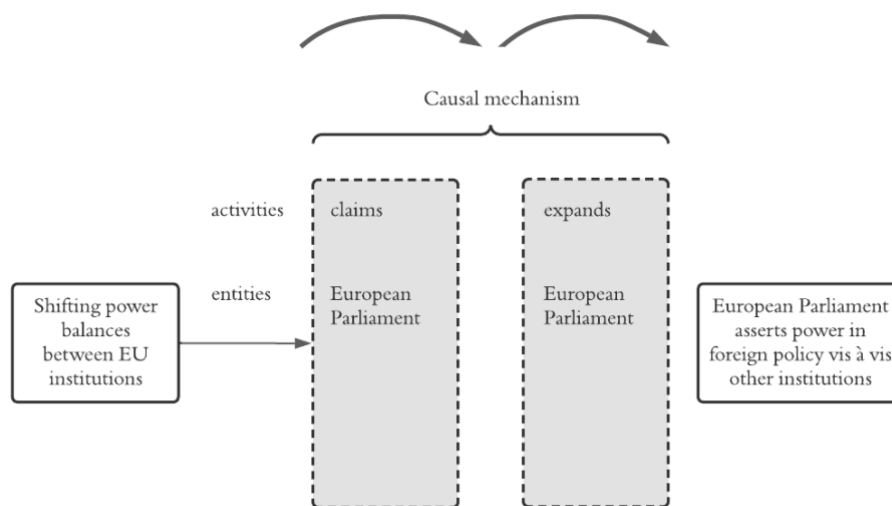 Causal mechanism
activities
claims
expands
entities
European
Parliament
European
Parliament
Shifting power
balances
between EU
institutions
European Parliament
asserts power in
foreign policy vis à vis
other institutions